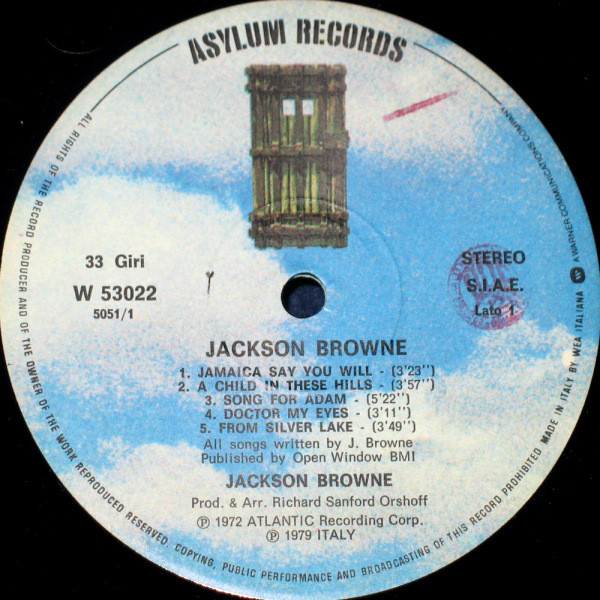 ASYLUM RECORDS
33 Giri
W 53022
5051/1
STEREO
S.I.A.E.
Lato 1
JACKSON BROWNE
1. JAMAICA SAY YOU WILL - (3'23")
2. A CHILD IN THESE HILLS - (3'57")
3. SONG FOR ADAM - (5'22")
4. DOCTOR MY EYES - (3'11")
5. FROM SILVER LAKE - (3'49")
All songs written by J. Browne
Published by Open Window BMI
JACKSON BROWNE
Prod. & Arr. Richard Sanford Orshoff
Ⓟ 1972 ATLANTIC Recording Corp.
Ⓟ 1979 ITALY
ALL RIGHTS OF THE RECORD PRODUCER AND OF THE OWNER OF THE WORK REPRODUCED RESERVED. COPYING, PUBLIC PERFORMANCE AND BROADCASTING OF THIS RECORD PROHIBITED. MADE IN ITALY BY WEA ITALIANA
A WARNER COMMUNICATIONS COMPANY